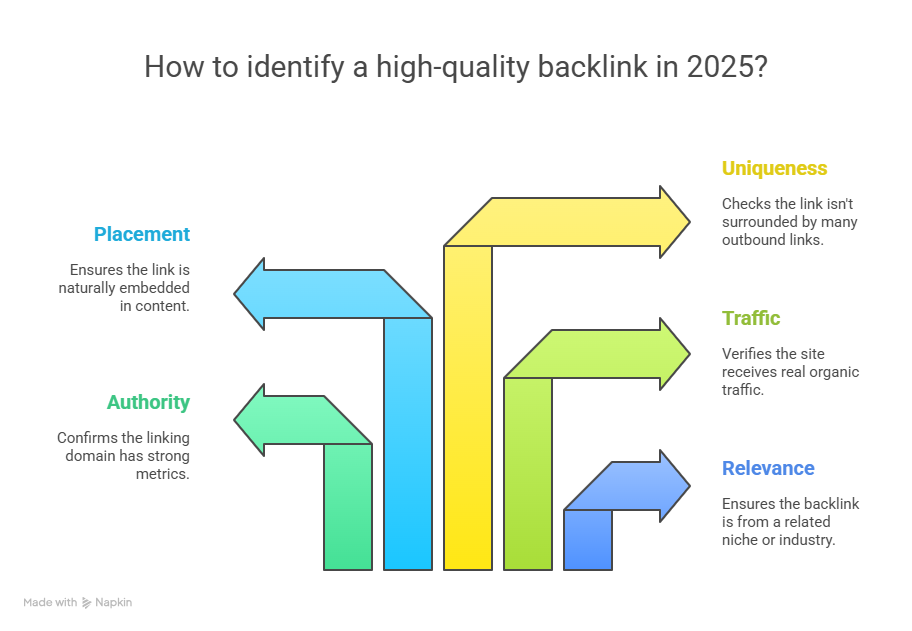 How to identify a high-quality backlink in 2025?
Placement
Ensures the link is
naturally embedded
in content.
Authority
Confirms the linking
domain has strong
metrics.
Uniqueness
Checks the link isn't
surrounded by many
outbound links.
Traffic
Verifies the site
receives real organic
traffic.
Relevance
Ensures the backlink
is from a related
niche or industry.
Made with Napkin